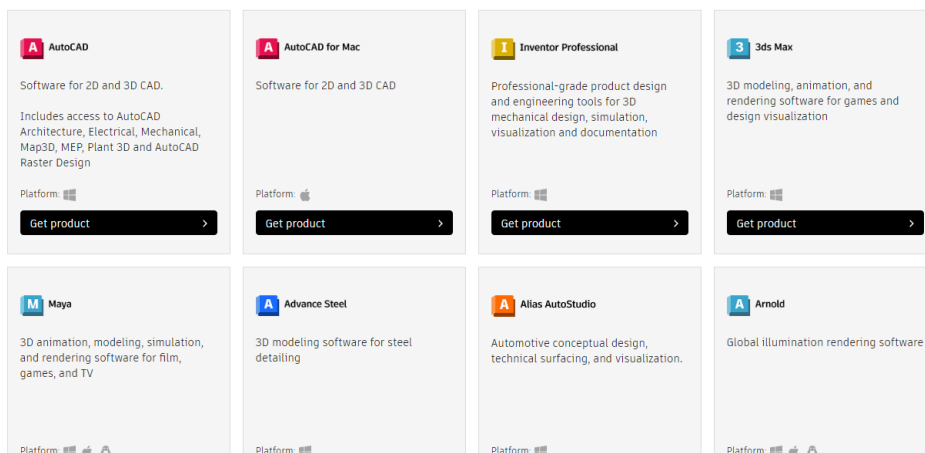 A AutoCAD
Software for 2D and 3D CAD.
Includes access to AutoCAD
Architecture, Electrical, Mechanical,
Map3D, MEP, Plant 3D and AutoCAD
Raster Design
Platform:
Get product
A AutoCAD for Mac
Software for 2D and 3D CAD
Platform:
Get product
I Inventor Professional
Professional-grade product design
and engineering tools for 3D
mechanical design, simulation,
visualization and documentation
Platform:
Get product
3 3ds Max
3D modeling, animation, and
rendering software for games and
design visualization
Platform:
Get product
M Maya
3D animation, modeling, simulation,
and rendering software for film,
games, and TV
Platform:
A Advance Steel
3D modeling software for steel
detailing
Platform:
A Alias AutoStudio
Automotive conceptual design,
technical surfacing, and visualization.
Platform:
A Arnold
Global illumination rendering software
Platform: